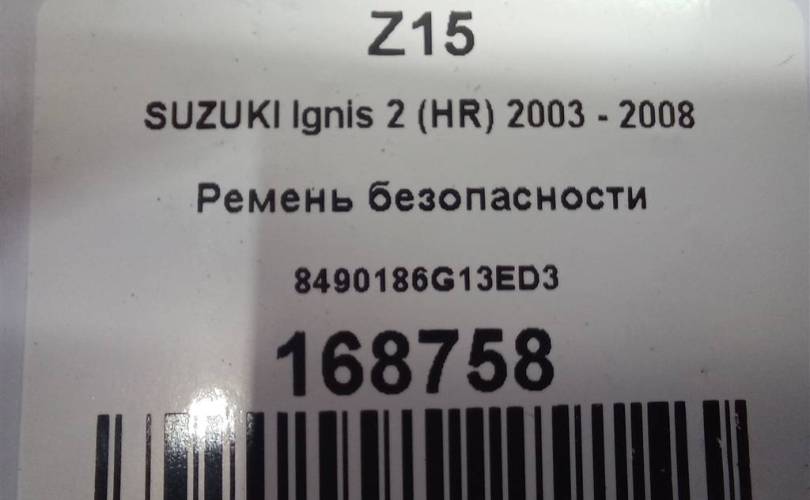 Z15
SUZUKI Ignis 2 (HR) 2003 - 2008
Ремень безопасности
8490186G13ED3
168758